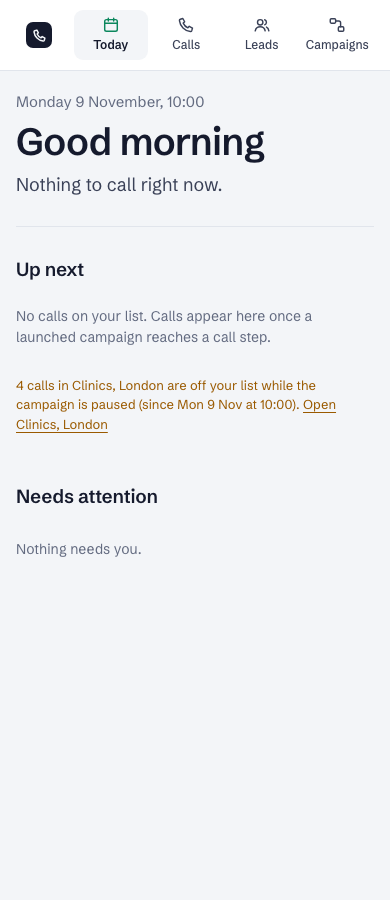 Today
Calls
Leads
Campaigns
Monday 9 November, 10:00
Good morning
Nothing to call right now.
Up next
No calls on your list. Calls appear here once a
launched campaign reaches a call step.
4 calls in Clinics, London are off your list while the
campaign is paused (since Mon 9 Nov at 10:00). Open
Clinics, London
Needs attention
Nothing needs you.